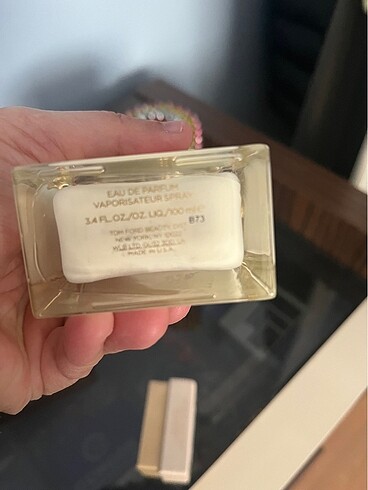 EAU DE PARFUM
VAPORISATEUR SPRAY
3.4 FL.OZ./OZ. LIQ./100 ml
B73
TOM FORD BEAUTY
NEW YORK, NY 10022
MADE IN U.S.A.